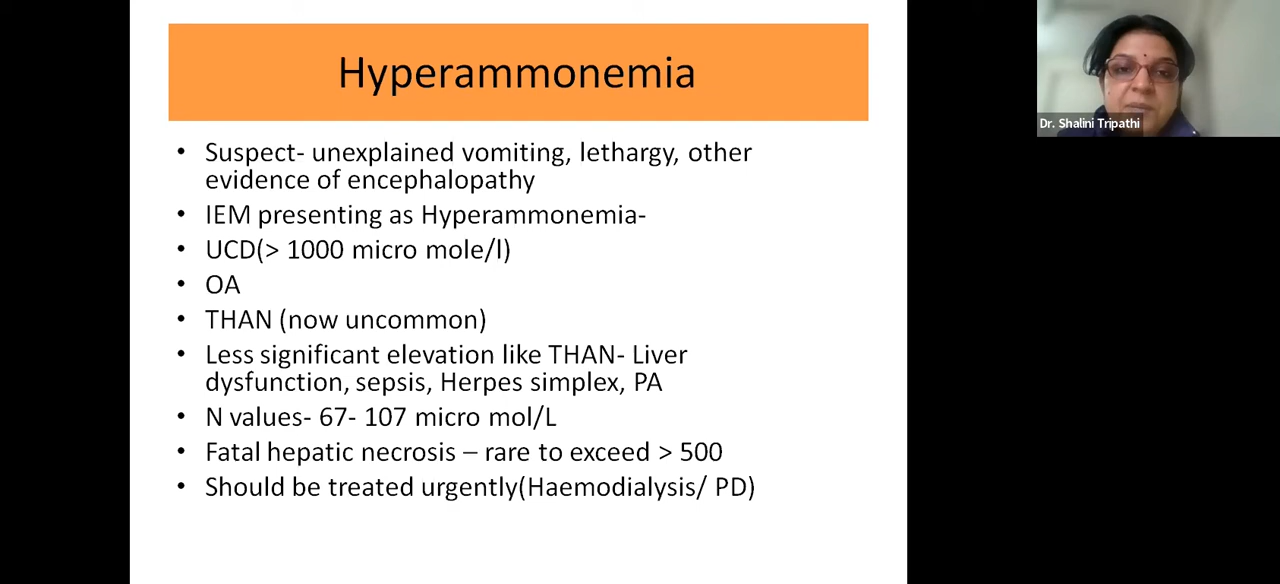 Hyperammonemia
Dr. Shalini Tripathi
• Suspect- unexplained vomiting, lethargy, other
evidence of encephalopathy
• IEM presenting as Hyperammonemia-
• UCD(> 1000 micro mole/l)
• OA
• THAN (now uncommon)
• Less significant elevation like THAN- Liver
dysfunction, sepsis, Herpes simplex, PA
• N values- 67- 107 micro mol/L
• Fatal hepatic necrosis – rare to exceed > 500
• Should be treated urgently(Haemodialysis/ PD)